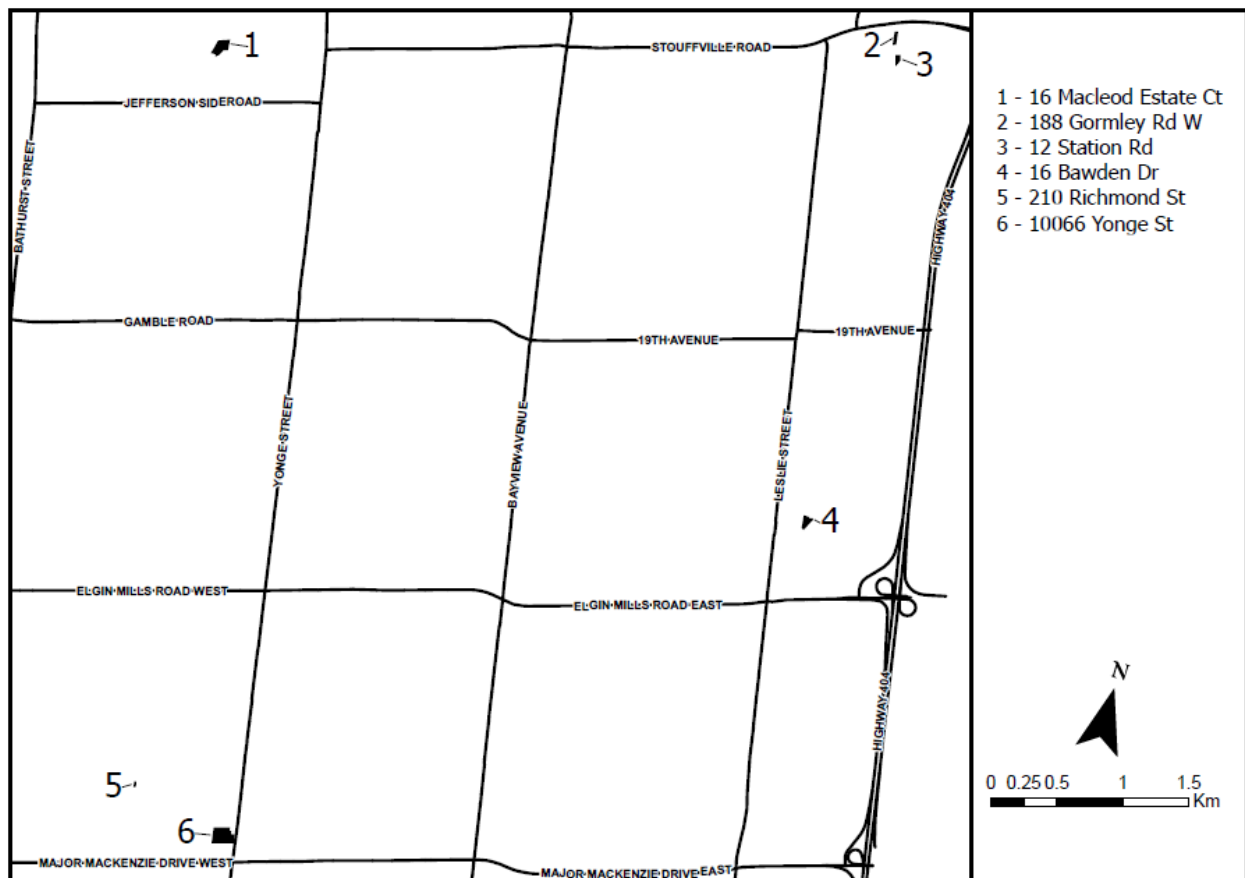 1
2
3
STOUFFVILLE ROAD
JEFFERSON SIDEROAD
BATHURST STREET
HIGHWAY 404
GAMBLE ROAD
19TH AVENUE
19TH AVENUE
YONGE STREET
BAYVIEW AVENUE
LESLIE STREET
4
ELGIN MILLS ROAD WEST
ELGIN MILLS ROAD EAST
HIGHWAY 404
5
6
MAJOR MACKENZIE DRIVE WEST
MAJOR MACKENZIE DRIVE EAST
1 - 16 Macleod Estate Ct
2 - 188 Gormley Rd W
3 - 12 Station Rd
4 - 16 Bawden Dr
5 - 210 Richmond St
6 - 10066 Yonge St
N
0 0.25 0.5 1 1.5
Km